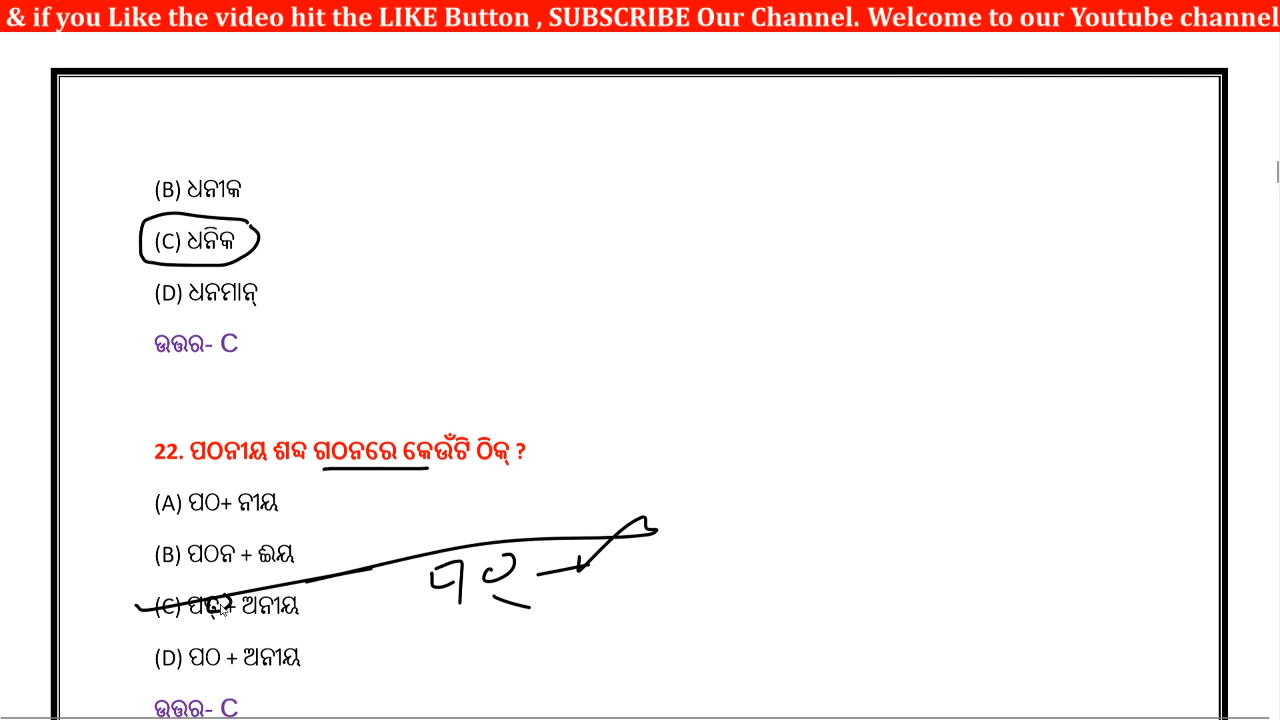 & if you Like the video hit the LIKE Button , SUBSCRIBE Our Channel. Welcome to our Youtube channel
(B) ଧନୀକ
(C) ଧନିକ
(D) ଧନମାନ୍
ଉତ୍ତର- C
22. ପଠନୀୟ ଶବ୍ଦ ଗଠନରେ କେଉଁଟି ଠିକ୍ ?
(A) ପଠ+ ନୀୟ
(B) ପଠନ + ଈୟ
(C) + ଅନୀୟ
(D) ପଠ + ଅନୀୟ
ଉତ୍ତର- C